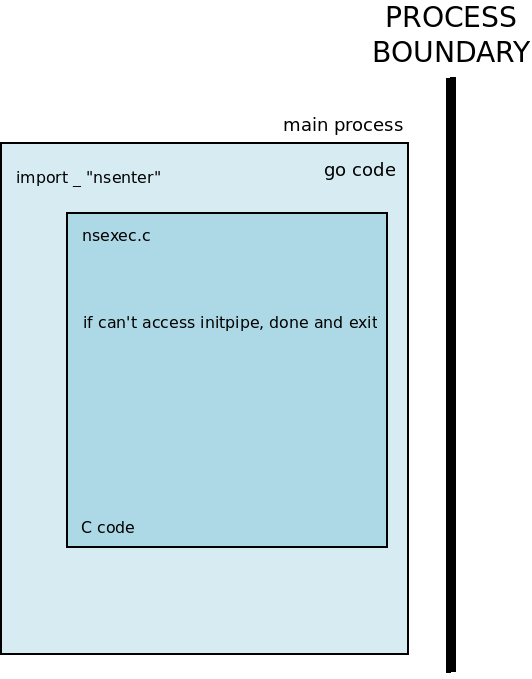 PROCESS
BOUNDARY
main process
go code
import _ "nsenter"
nsexec.c
if can't access initpipe, done and exit
C code